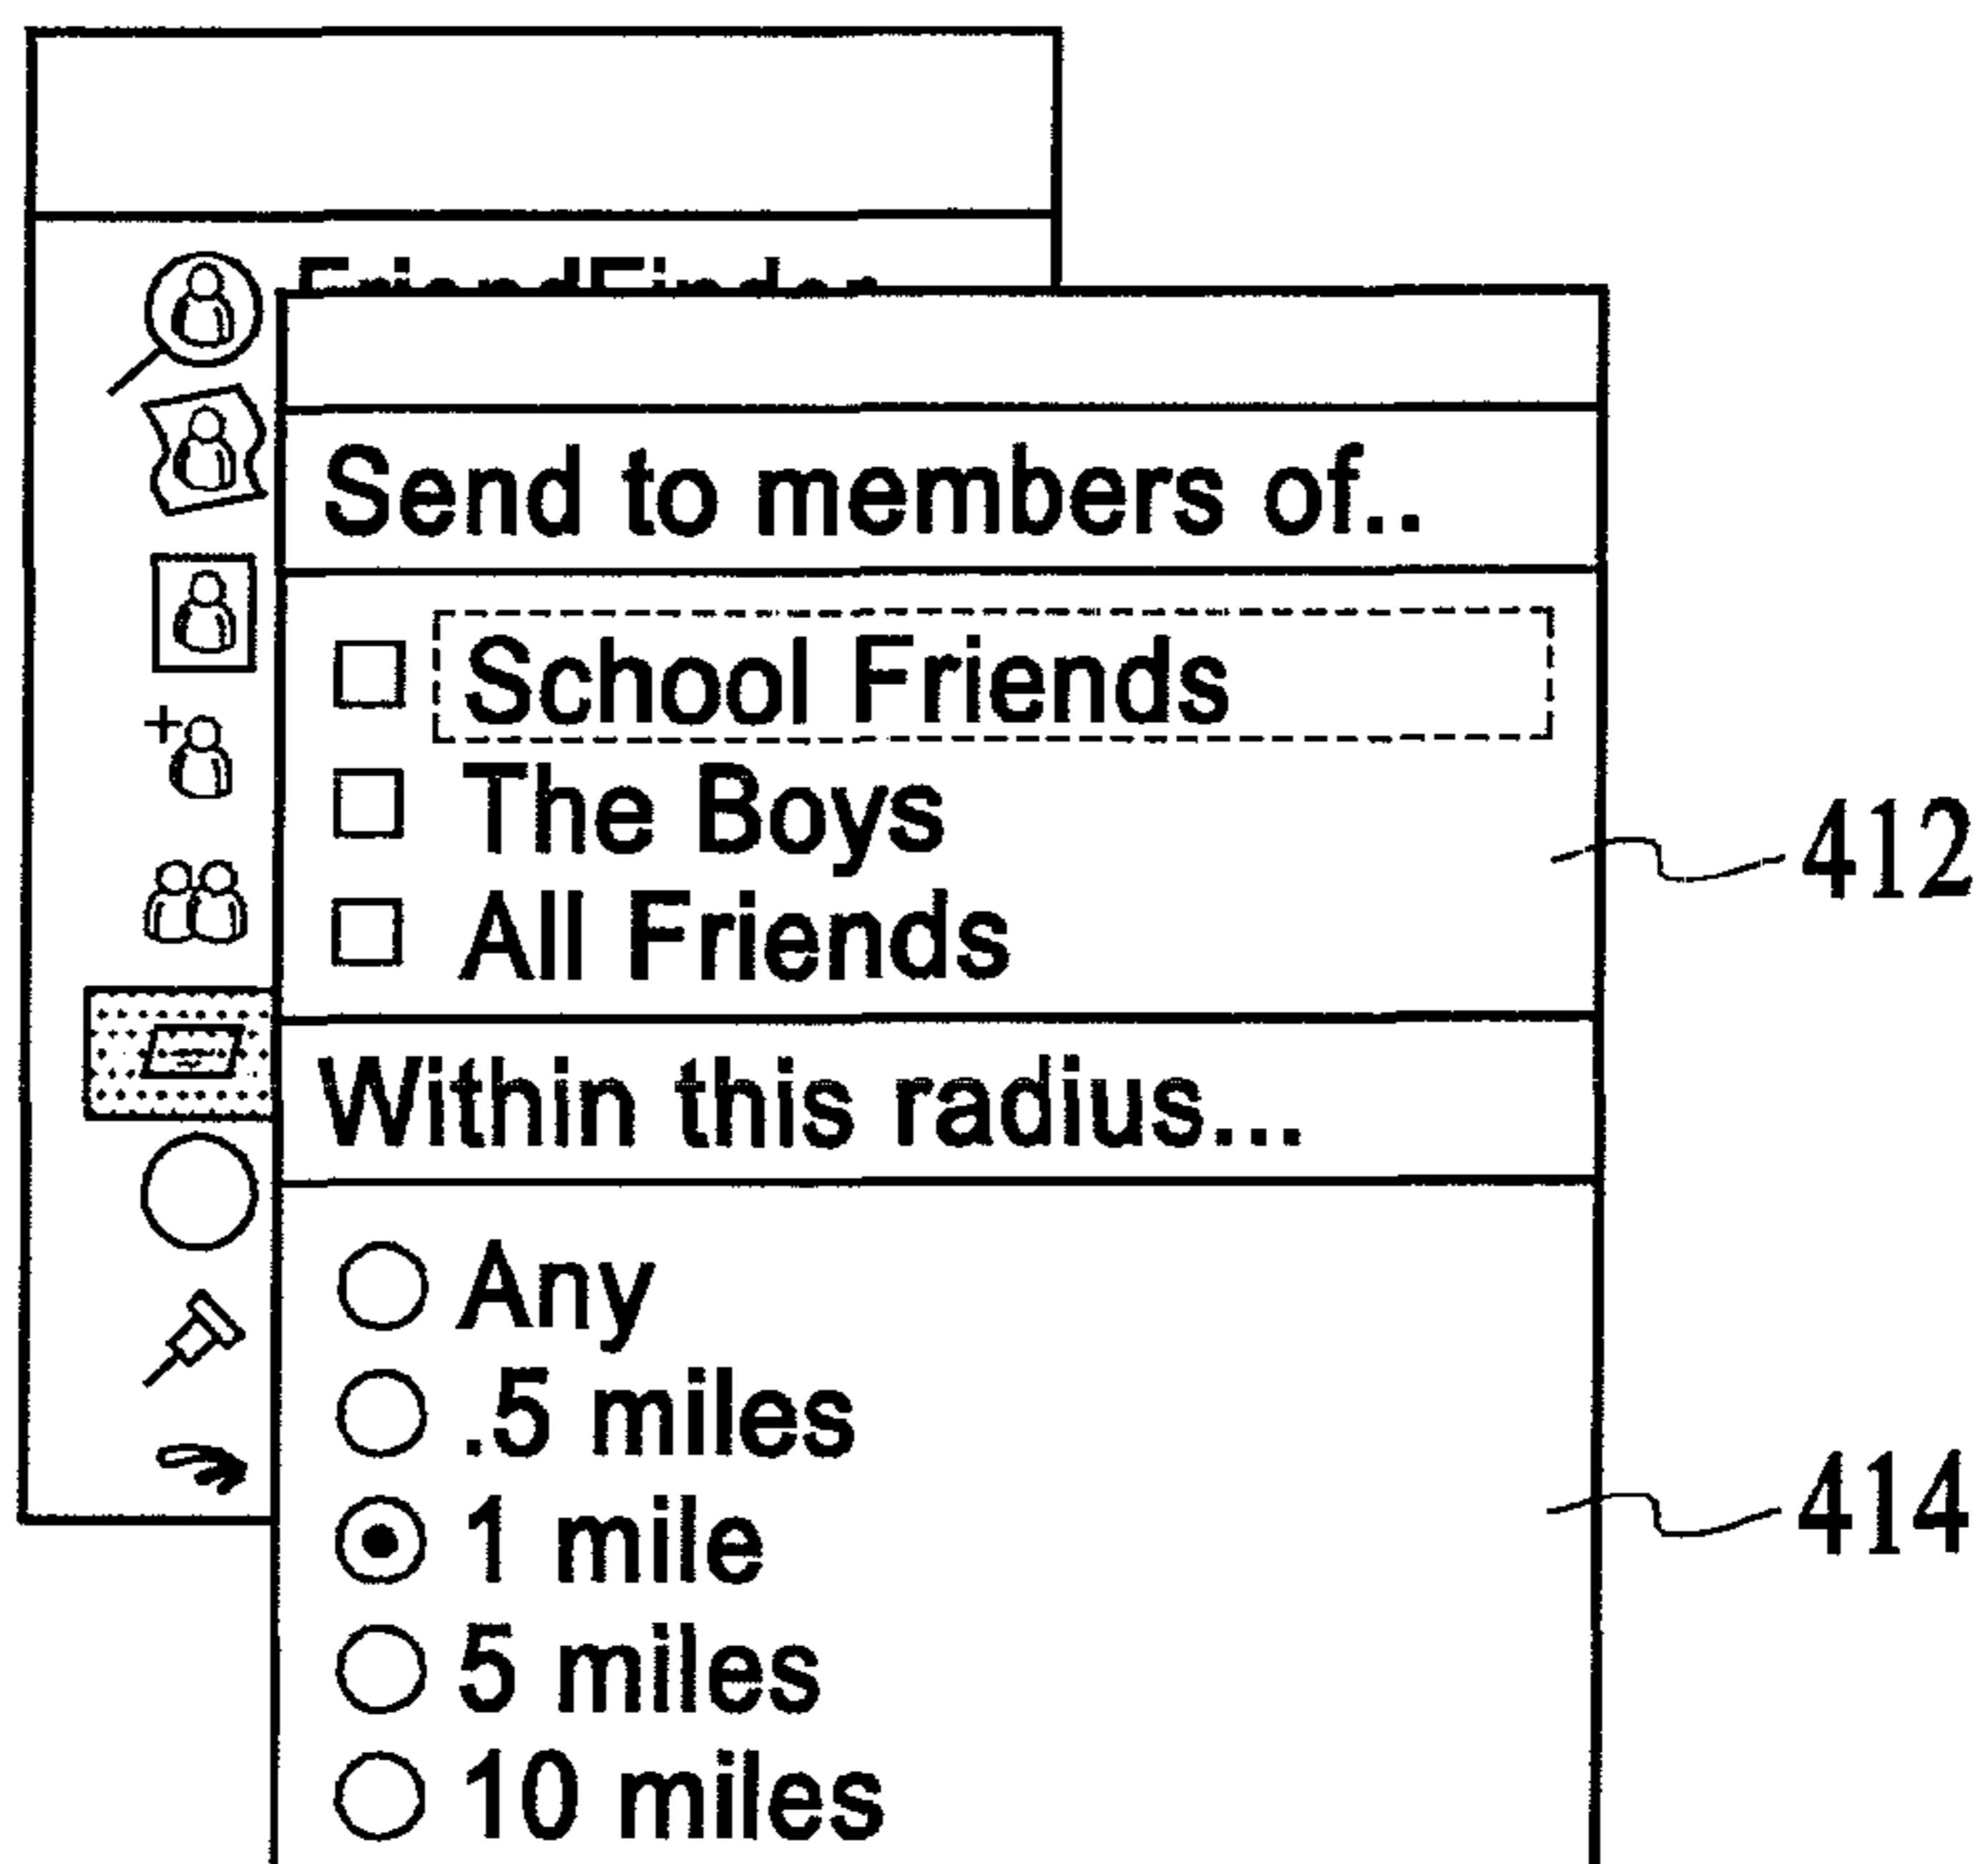 FriendFinder
Send to members of..
School Friends
The Boys
412
All Friends
Within this radius...
Any
.5 miles
1 mile
414
5 miles
10 miles